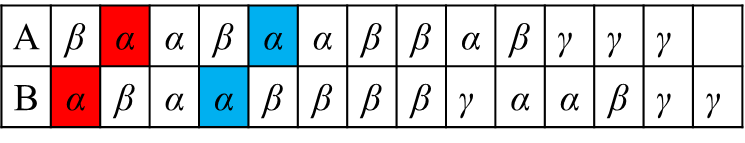 A β α α β α α β β α β γ γ γ
B α β α α β β β β γ α α β γ γ